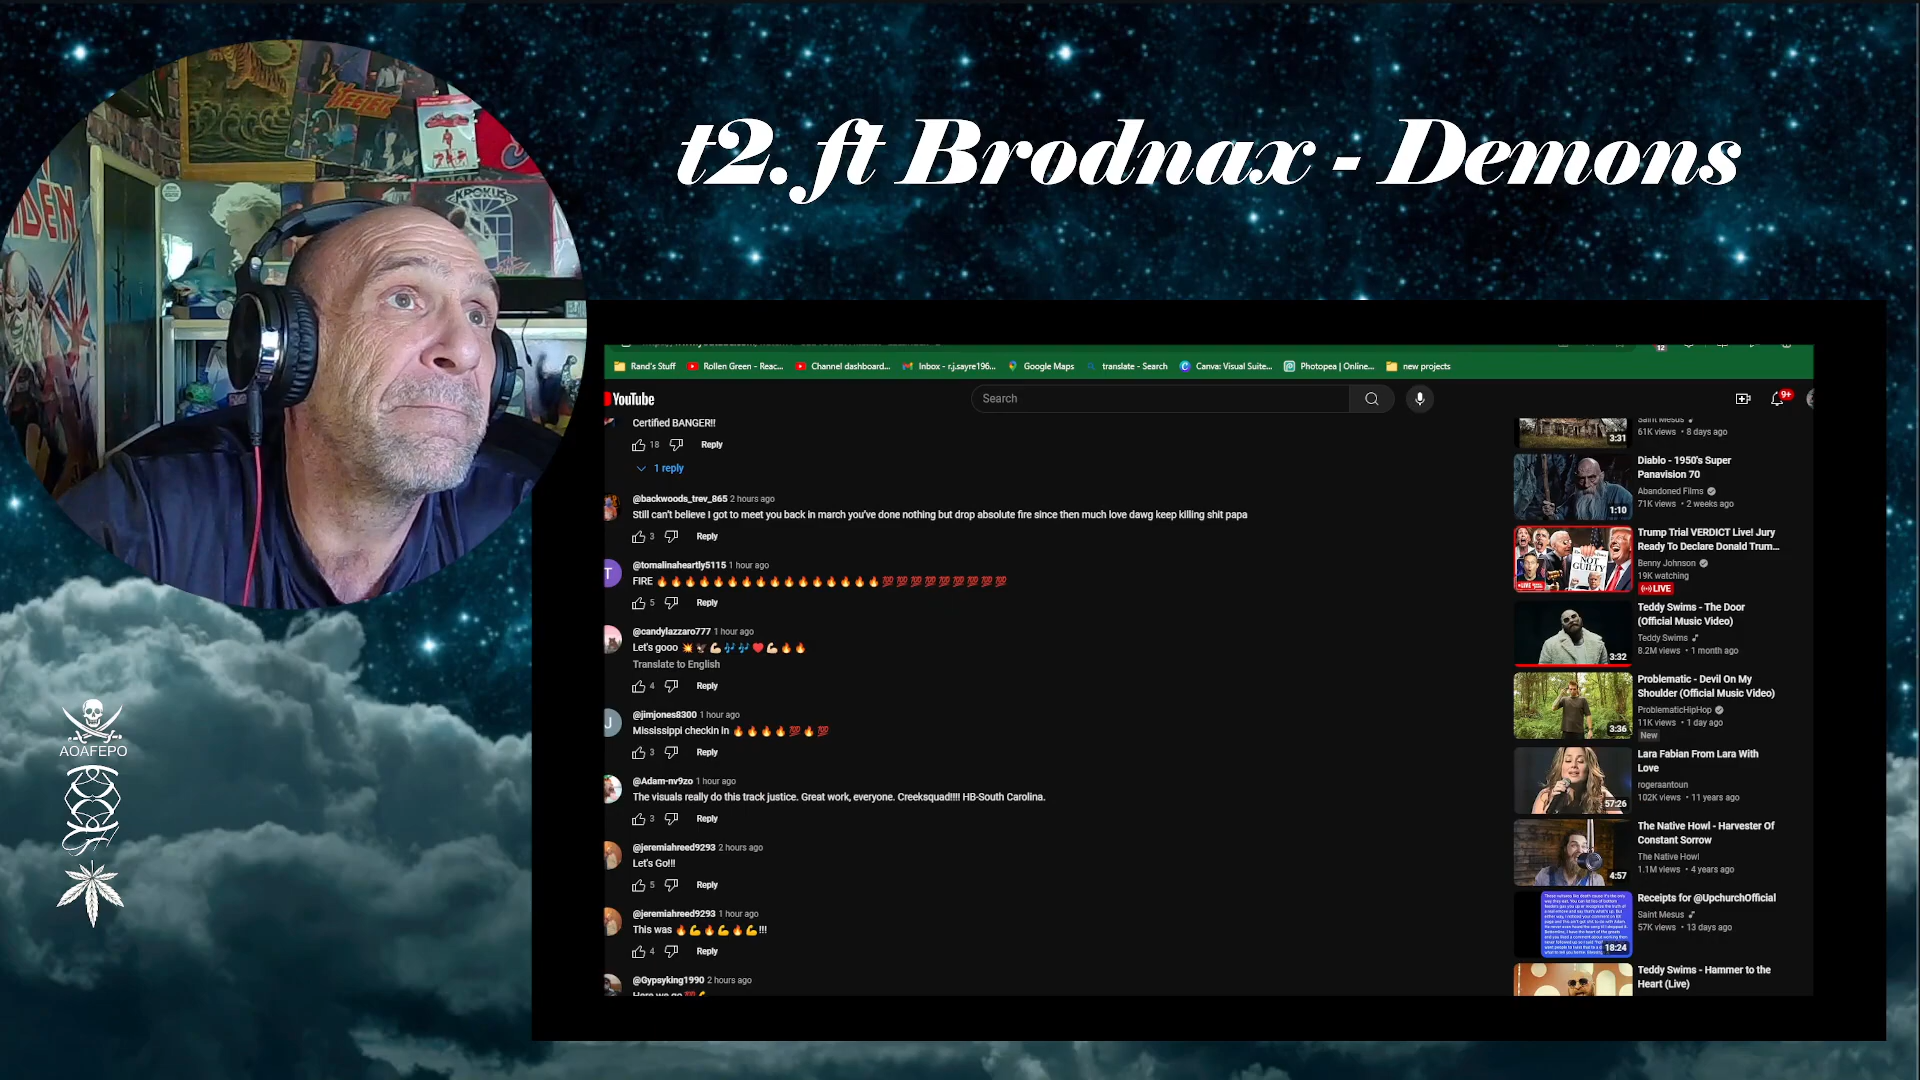 t2. ft Brodnax - Demons
KROKUS
Rand's Stuff
Rollen Green - Reac...
Channel dashboard...
Inbox - r.j.sayre196...
Google Maps
translate - Search
Canva: Visual Suite...
Photopea | Online...
new projects
12
YouTube
Search
9+
Certified BANGER!!
18
Reply
1 reply
@backwoods_trev_865 2 hours ago
Still can't believe I got to meet you back in march you've done nothing but drop absolute fire since then much love dawg keep killing shit papa
3
Reply
T
@tomalinaheartly5115 1 hour ago
FIRE 🔥🔥🔥🔥🔥🔥🔥🔥🔥🔥🔥🔥🔥🔥🔥🔥💯💯💯💯💯💯💯💯💯
5
Reply
@candylazzaro777 1 hour ago
Let's gooo 💥🦅💪🎶🎶❤️💪🔥🔥
Translate to English
4
Reply
J
@jimjones8300 1 hour ago
Mississippi checkin in 🔥🔥🔥🔥💯🔥💯
3
Reply
@Adam-nv9zo 1 hour ago
The visuals really do this track justice. Great work, everyone. Creeksquad!!!! HB-South Carolina.
3
Reply
@jeremiahreed9293 2 hours ago
Let's Go!!!
5
Reply
@jeremiahreed9293 1 hour ago
This was 🔥💪🔥💪🔥💪!!!
4
Reply
@Gypsyking1990 2 hours ago
Here we go 💯
Saint Mesus
61K views • 8 days ago
3:31
Diablo - 1950's Super
Panavision 70
Abandoned Films
71K views • 2 weeks ago
1:10
Trump Trial VERDICT Live! Jury
Ready To Declare Donald Trum...
Benny Johnson
19K watching
LIVE
NOT
GUILTY
Teddy Swims - The Door
(Official Music Video)
Teddy Swims
8.2M views • 1 month ago
3:32
Problematic - Devil On My
Shoulder (Official Music Video)
ProblematicHipHop
11K views • 1 day ago
New
3:36
Lara Fabian From Lara With
Love
rogeraantoun
102K views • 11 years ago
57:26
The Native Howl - Harvester Of
Constant Sorrow
The Native Howl
1.1M views • 4 years ago
4:57
Receipts for @UpchurchOfficial
Saint Mesus
57K views • 13 days ago
18:24
Teddy Swims - Hammer to the
Heart (Live)
AOAFEPO